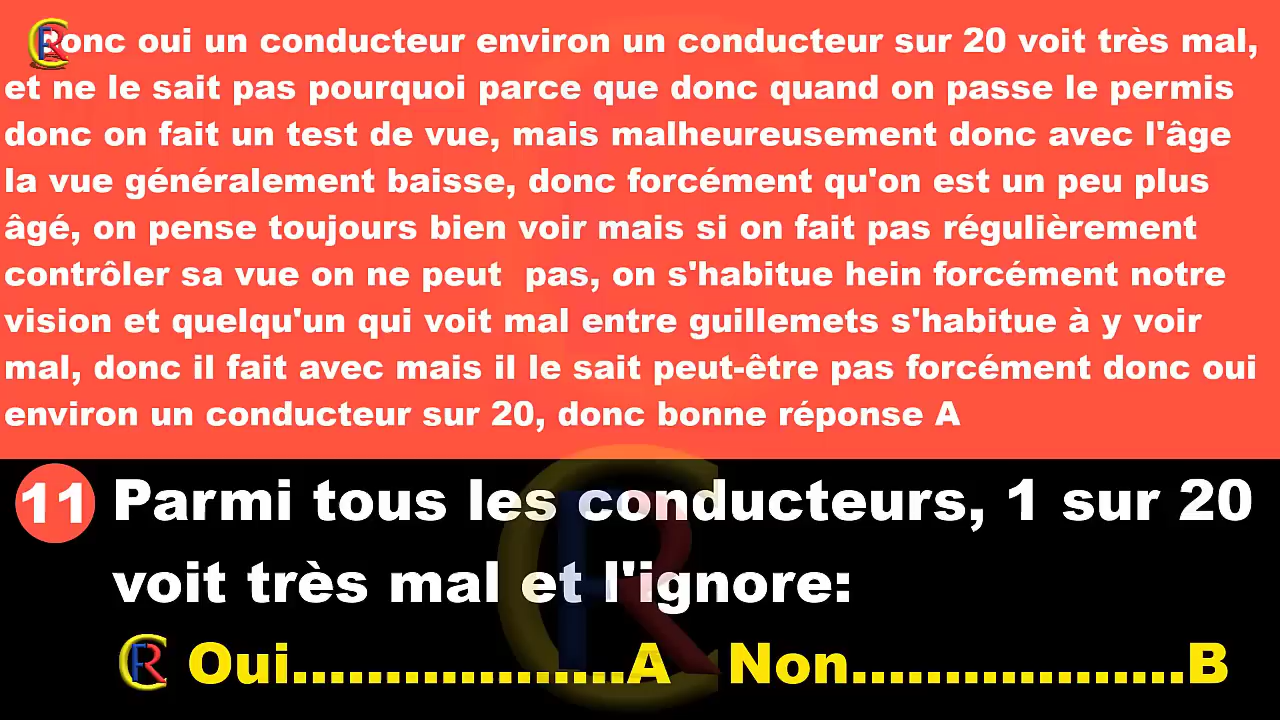 Donc oui un conducteur environ un conducteur sur 20 voit très mal,
et ne le sait pas pourquoi parce que donc quand on passe le permis
donc on fait un test de vue, mais malheureusement donc avec l'âge
la vue généralement baisse, donc forcément qu'on est un peu plus
âgé, on pense toujours bien voir mais si on fait pas régulièrement
contrôler sa vue on ne peut  pas, on s'habitue hein forcément notre
vision et quelqu'un qui voit mal entre guillemets s'habitue à y voir
mal, donc il fait avec mais il le sait peut-être pas forcément donc oui
environ un conducteur sur 20, donc bonne réponse A
11 Parmi tous les conducteurs, 1 sur 20
voit très mal et l'ignore:
Oui..................A Non..................B